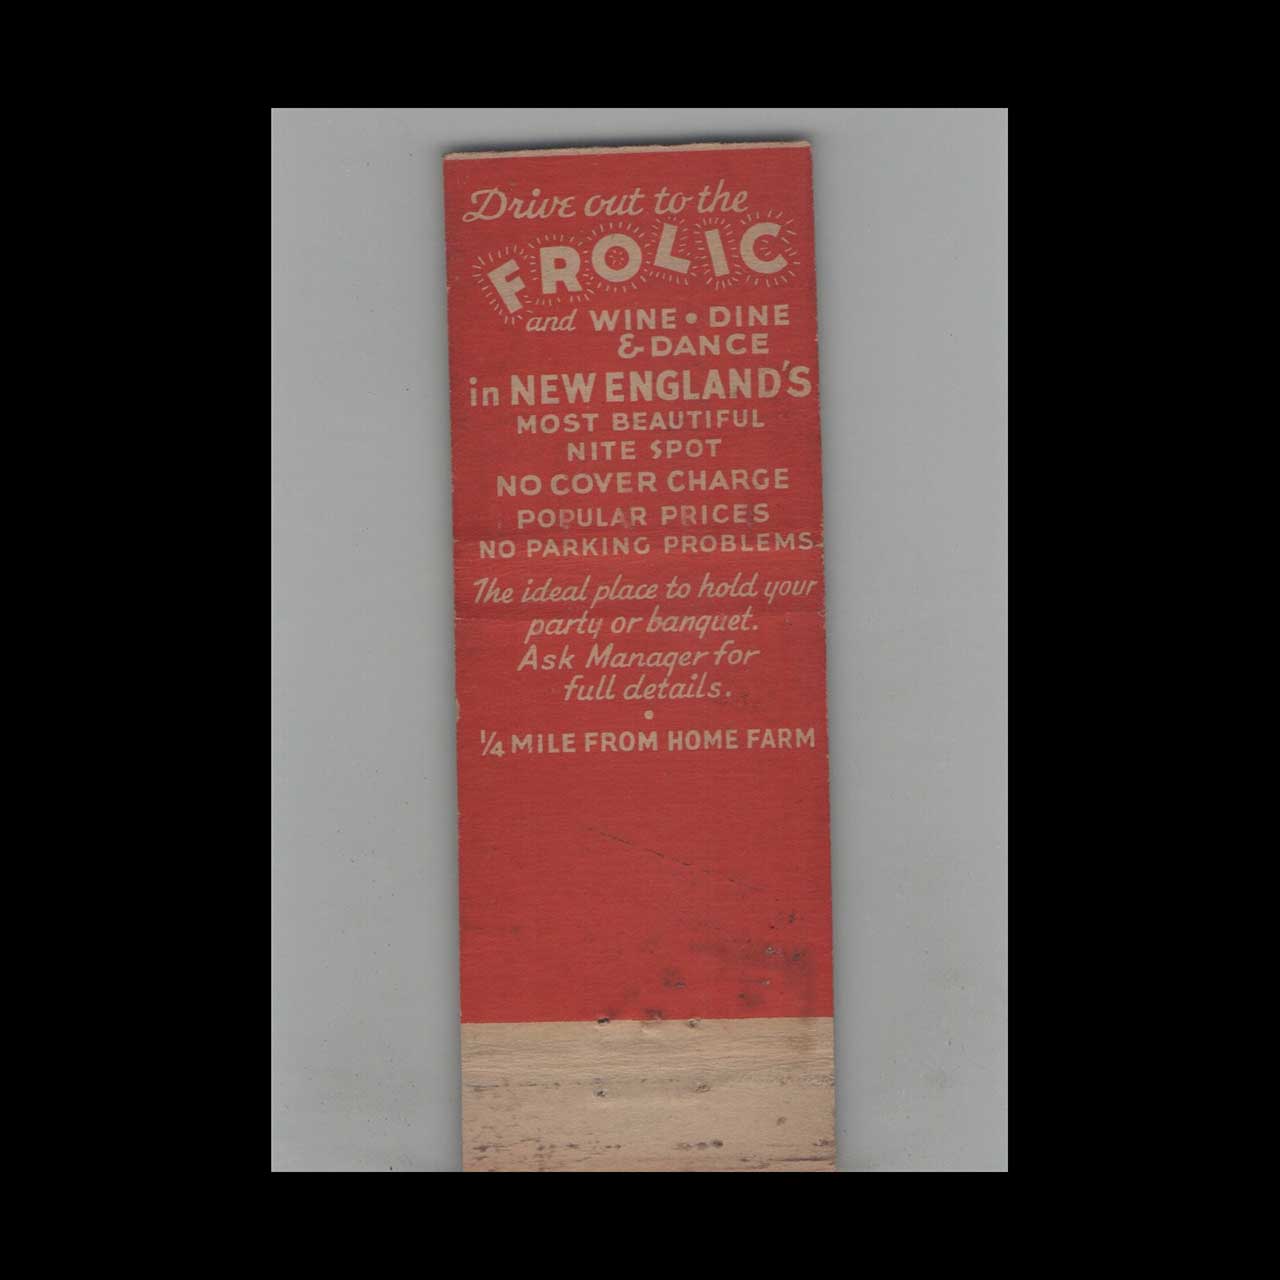 Drive out to the
FROLIC
and WINE • DINE
& DANCE
in NEW ENGLAND'S
MOST BEAUTIFUL
NITE SPOT
NO COVER CHARGE
POPULAR PRICES
NO PARKING PROBLEMS
The ideal place to hold your
party or banquet.
Ask Manager for
full details.
•
¼ MILE FROM HOME FARM